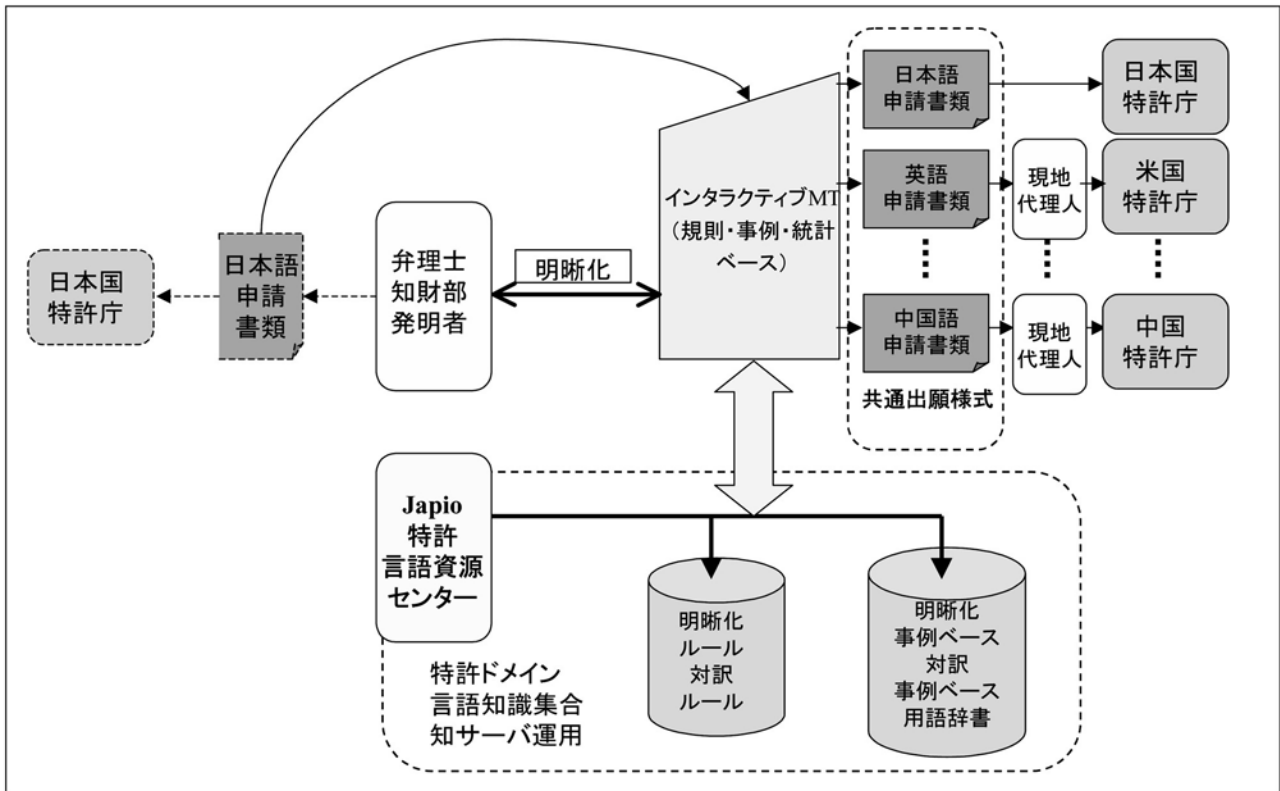 日本国
特許庁
日本語
申請
書類
弁理士
知財部
発明者
明晰化
インタラクティブMT
（規則・事例・統計
ベース）
日本語
申請書類
日本国
特許庁
英語
申請書類
現地
代理人
米国
特許庁
中国語
申請書類
現地
代理人
中国
特許庁
共通出願様式
Japio
特許
言語資源
センター
特許ドメイン
言語知識集合
知サーバ運用
明晰化
ルール
対訳
ルール
明晰化
事例ベース
対訳
事例ベース
用語辞書